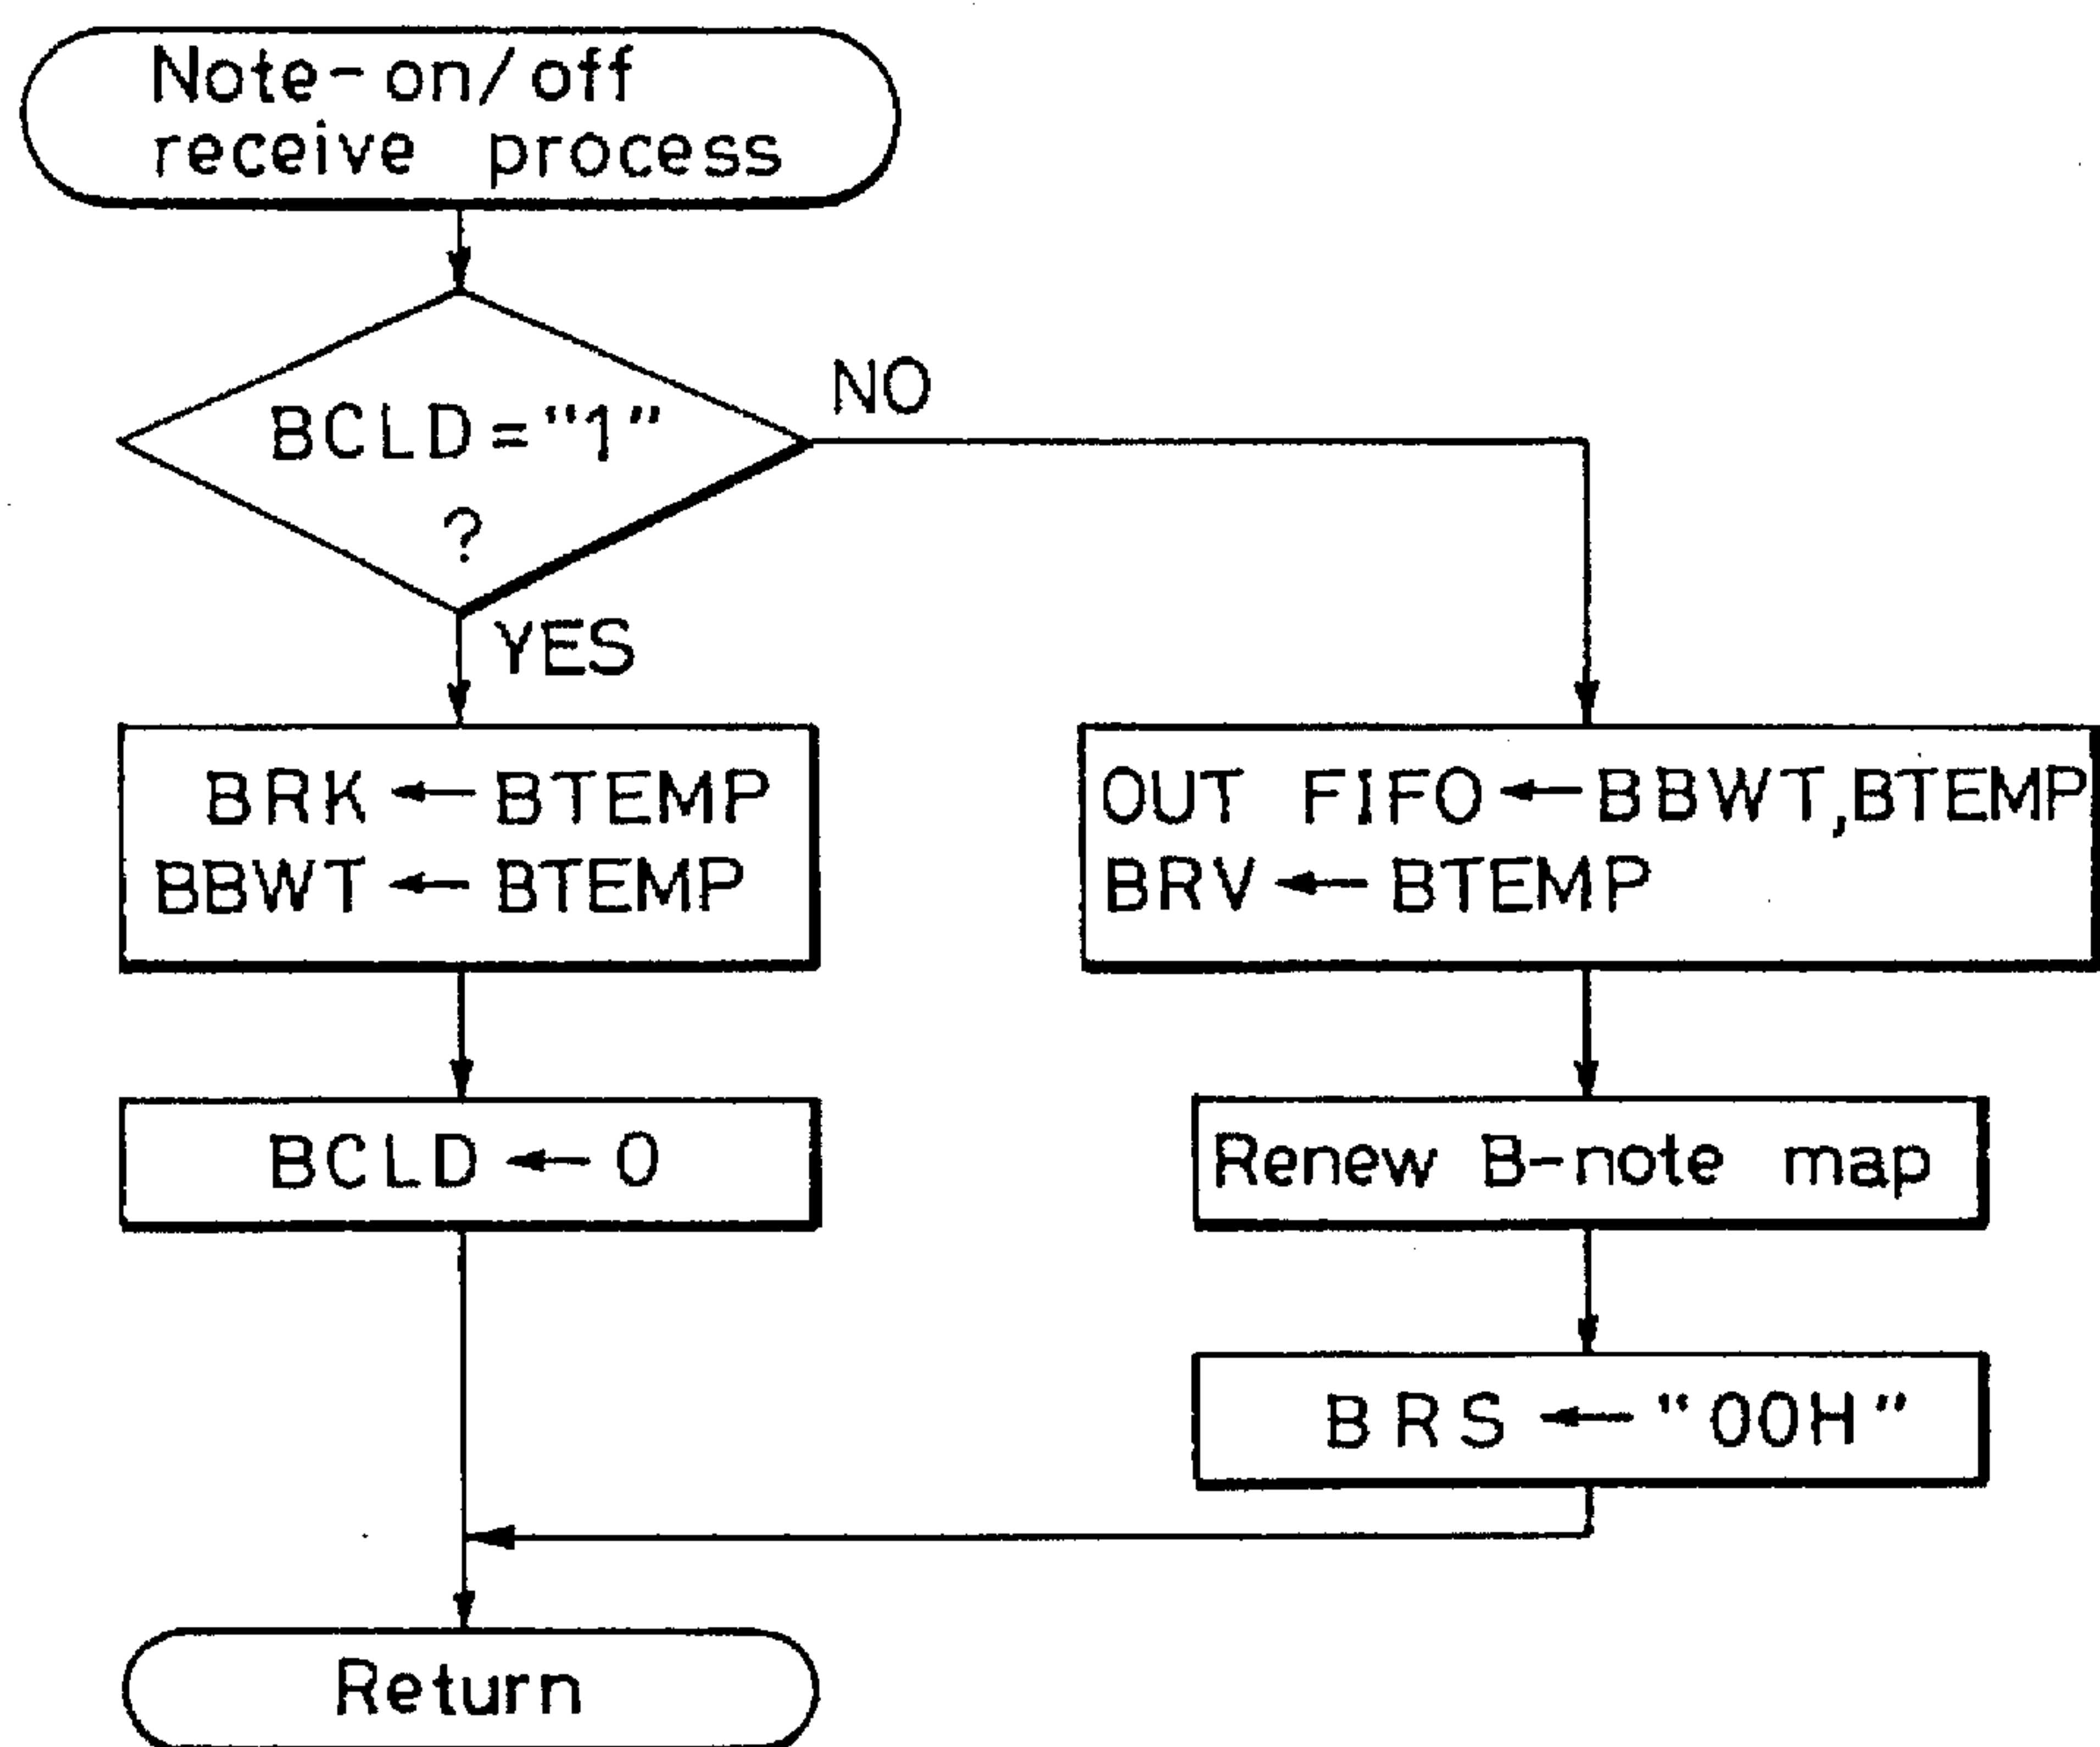 Note-on/off
receive process
BCLD="1"
?
NO
YES
BRK ← BTEMP
BBWT ← BTEMP
OUT FIFO ← BBWT, BTEMP
BRV ← BTEMP
BCLD ← 0
Renew B-note map
BRS ← "00H"
Return